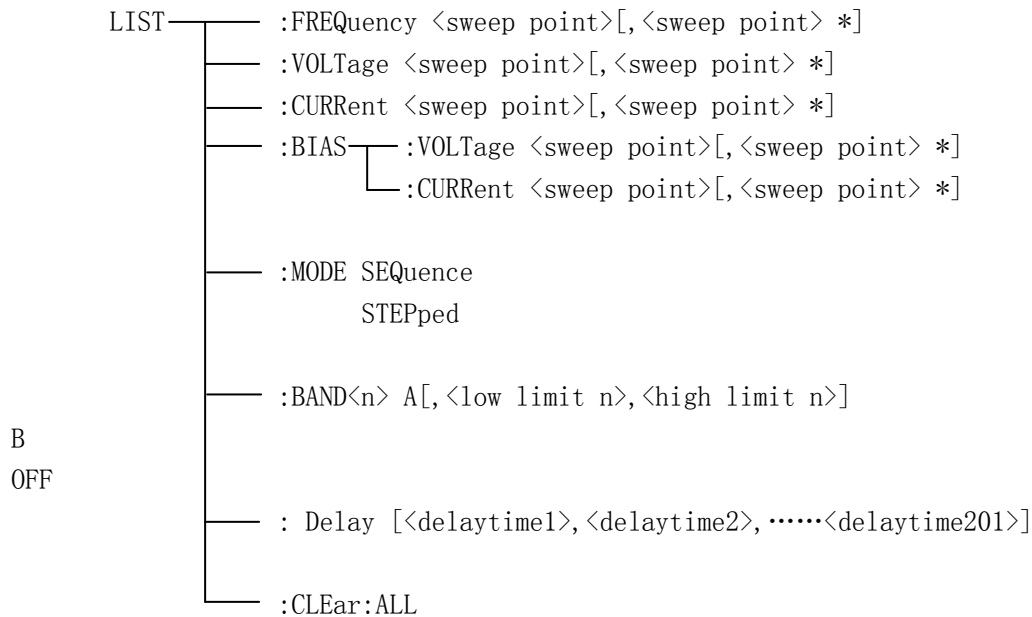 LIST :FREQuency <sweep point>[,<sweep point> *]
:VOLTage <sweep point>[,<sweep point> *]
:CURRent <sweep point>[,<sweep point> *]
:BIAS :VOLTage <sweep point>[,<sweep point> *]
:CURRent <sweep point>[,<sweep point> *]
:MODE SEQuence
STEPped
:BAND<n> A[,<low limit n>,<high limit n>]
B
OFF
: Delay [<delaytime1>,<delaytime2>,……<delaytime201>]
:CLEar:ALL